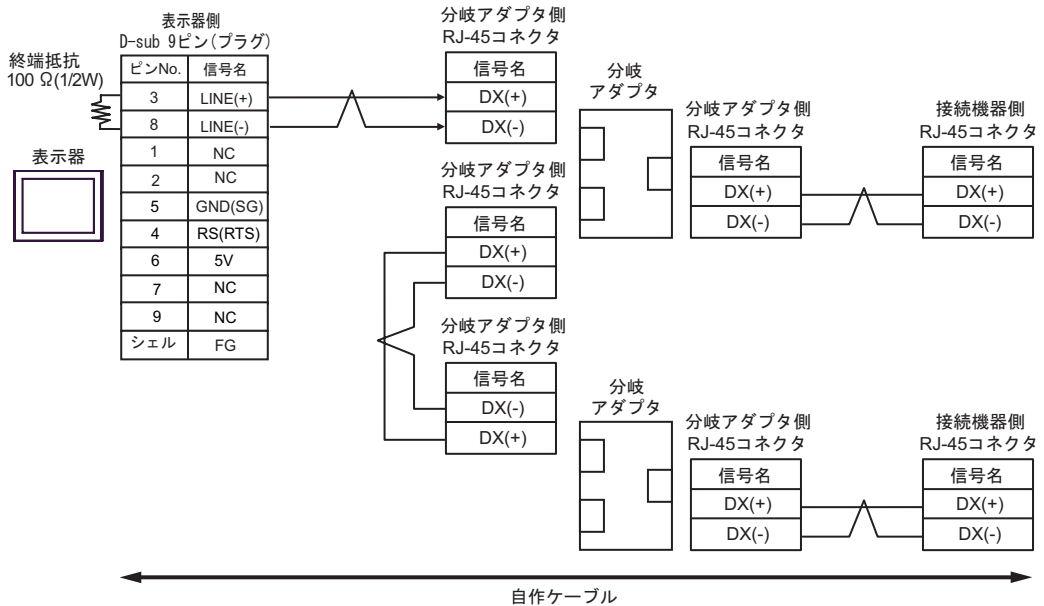 表示器側
D-sub 9ピン(プラグ)
終端抵抗
100 Ω(1/2W)
ピンNo. 信号名
3 LINE(+)
8 LINE(-)
1 NC
2 NC
5 GND(SG)
4 RS(RTS)
6 5V
7 NC
9 NC
シェル FG
表示器
分岐アダプタ側
RJ-45コネクタ
信号名
DX(+)
DX(-)
分岐アダプタ側
RJ-45コネクタ
信号名
DX(+)
DX(-)
分岐
アダプタ
分岐アダプタ側
RJ-45コネクタ
信号名
DX(+)
DX(-)
接続機器側
RJ-45コネクタ
信号名
DX(+)
DX(-)
分岐アダプタ側
RJ-45コネクタ
信号名
DX(-)
DX(+)
分岐
アダプタ
分岐アダプタ側
RJ-45コネクタ
信号名
DX(+)
DX(-)
接続機器側
RJ-45コネクタ
信号名
DX(+)
DX(-)
自作ケーブル